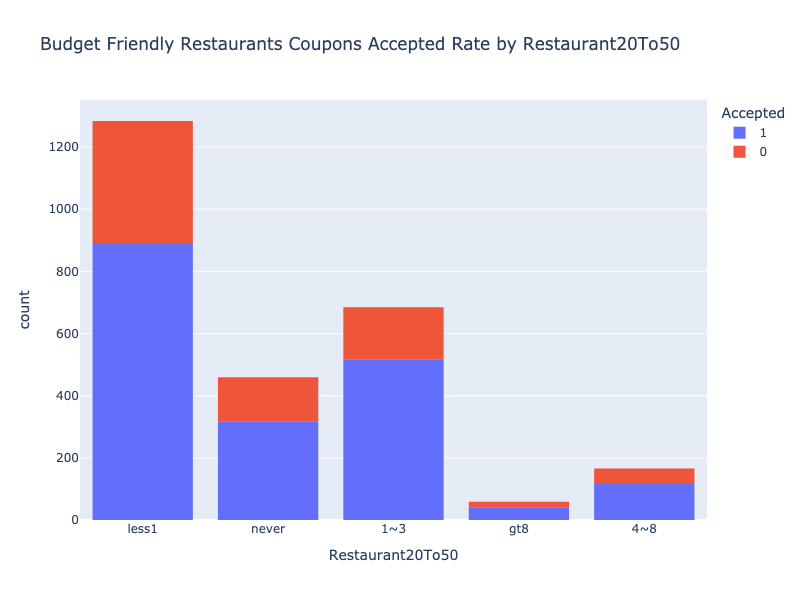 Budget Friendly Restaurants Coupons Accepted Rate by Restaurant20To50
Accepted
1
0
1200
1000
800
600
400
200
0
count
less1
never
1~3
gt8
4~8
Restaurant20To50